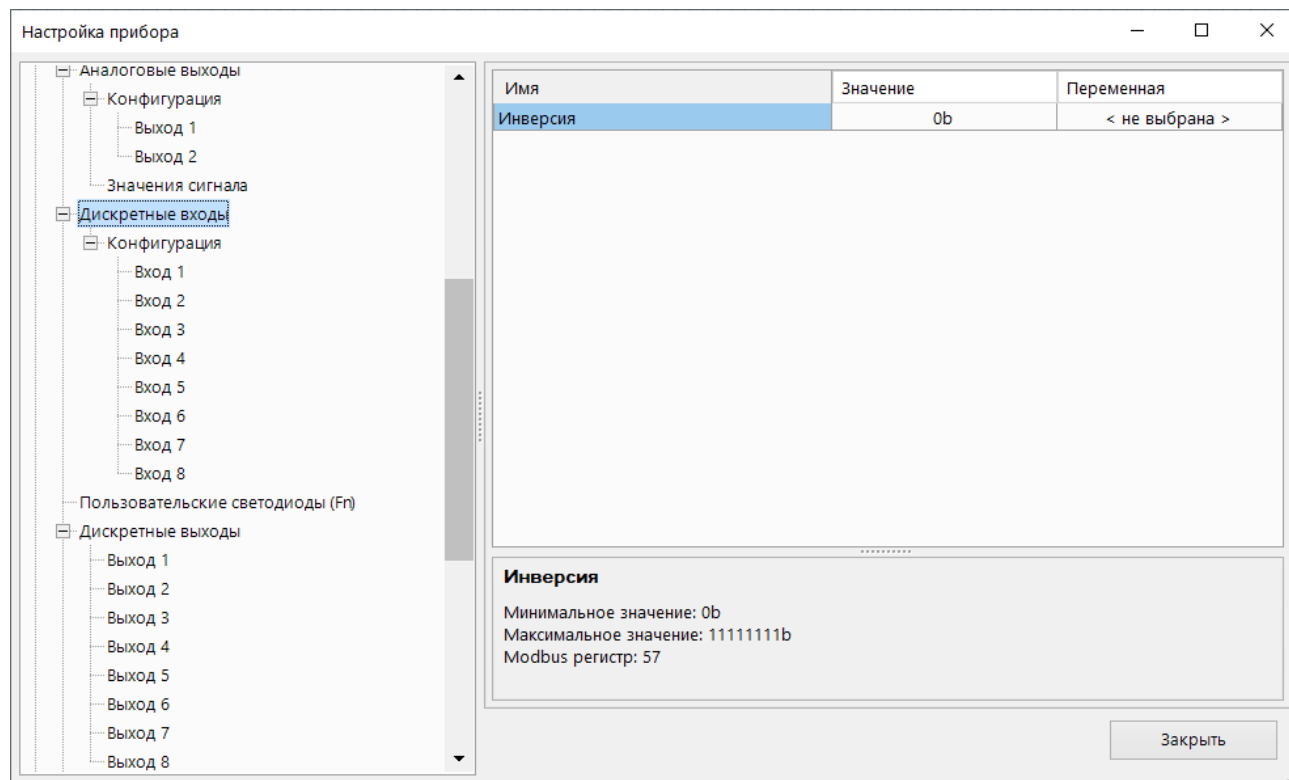 Настройка прибора
Аналоговые выходы
Конфигурация
Выход 1
Выход 2
Значения сигнала
Дискретные входы
Конфигурация
Вход 1
Вход 2
Вход 3
Вход 4
Вход 5
Вход 6
Вход 7
Вход 8
Пользовательские светодиоды (Fn)
Дискретные выходы
Выход 1
Выход 2
Выход 3
Выход 4
Выход 5
Выход 6
Выход 7
Выход 8
Имя Значение Переменная
Инверсия 0b < не выбрана >
Инверсия
Минимальное значение: 0b
Максимальное значение: 11111111b
Modbus регистр: 57
Закрыть